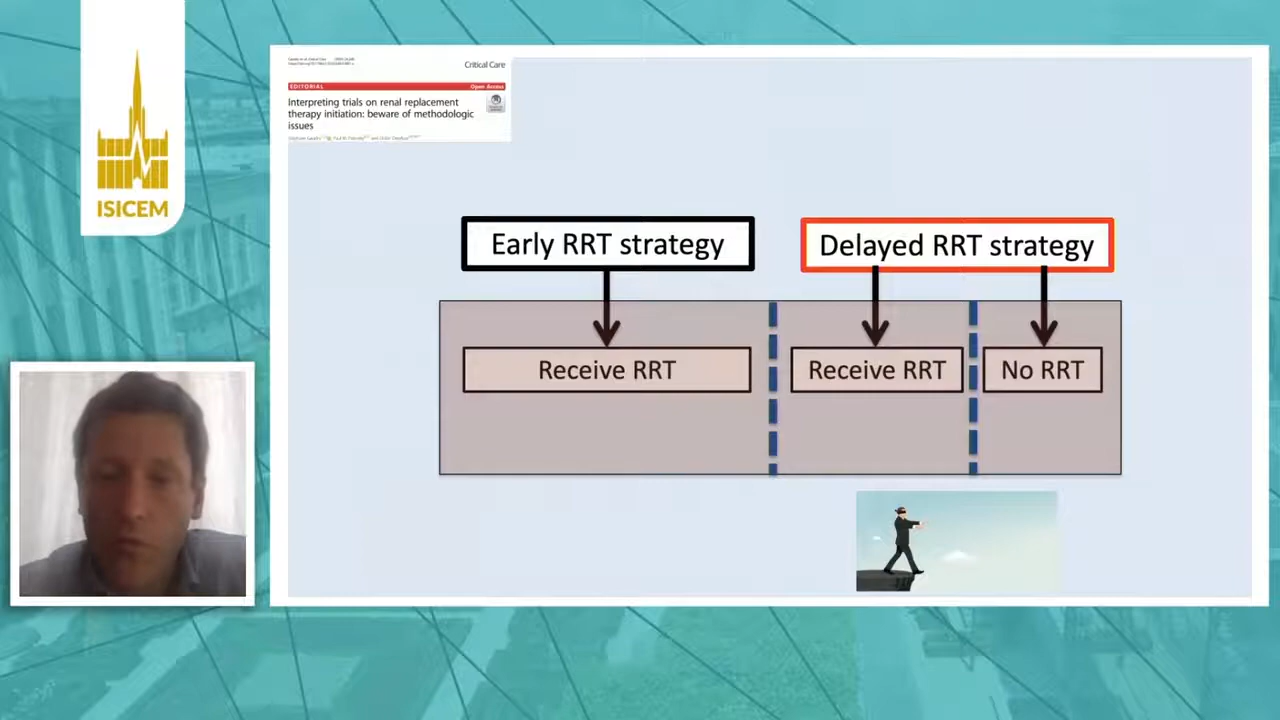 Critical Care
EDITORIAL
Open Access
Interpreting trials on renal replacement
therapy initiation: beware of methodologic
issues
ISICEM
Early RRT strategy
Delayed RRT strategy
Receive RRT
Receive RRT
No RRT